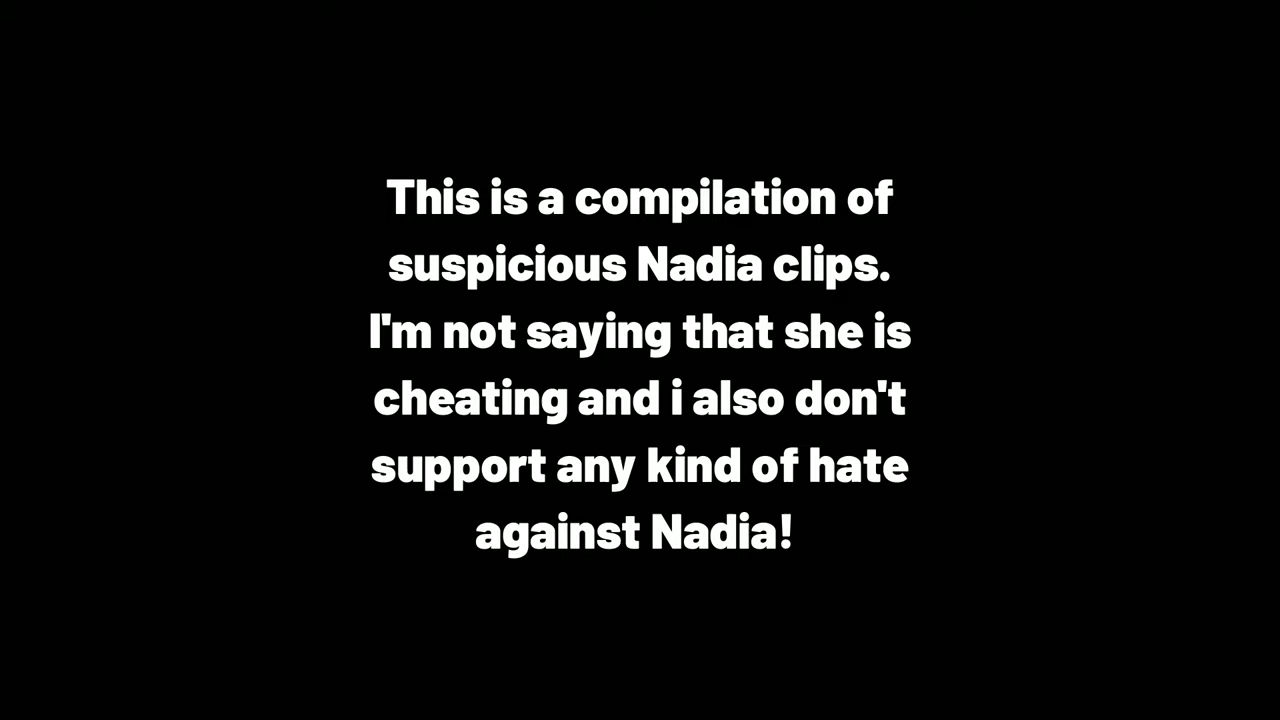 This is a compilation of
suspicious Nadia clips.
I'm not saying that she is
cheating and i also don't
support any kind of hate
against Nadia!